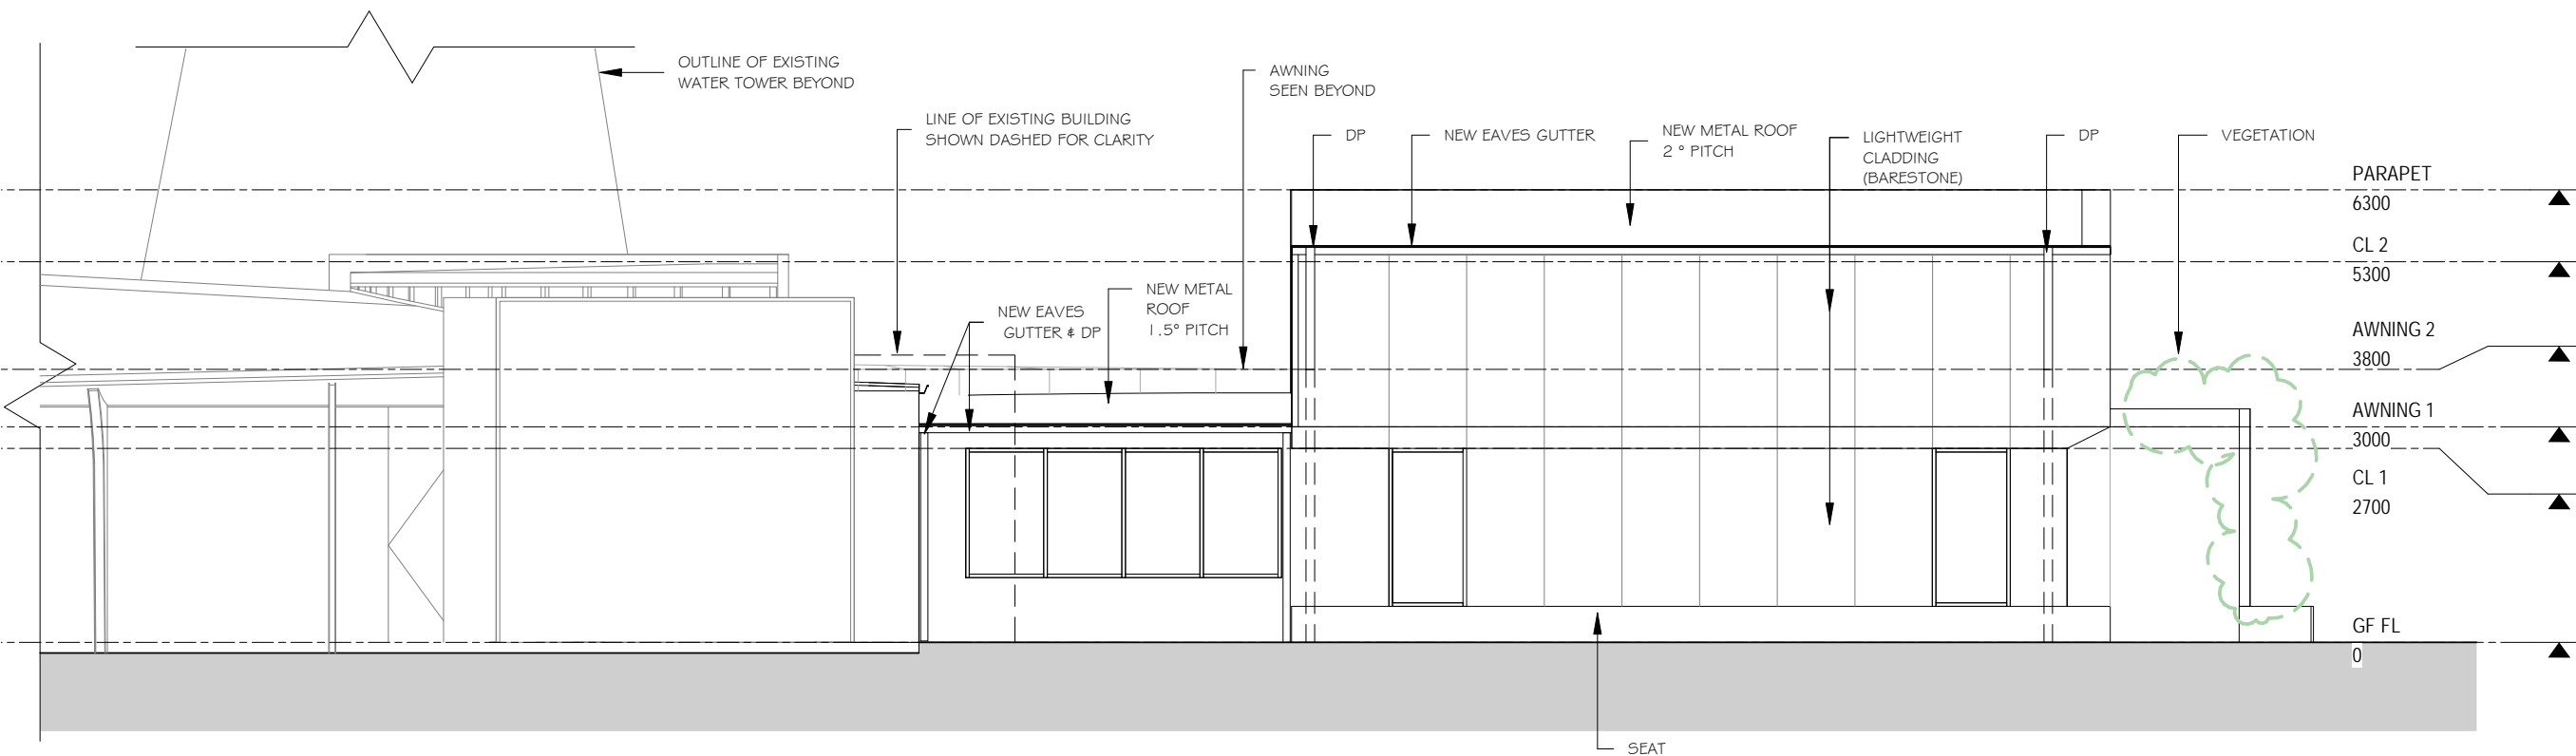 OUTLINE OF EXISTING
WATER TOWER BEYOND
LINE OF EXISTING BUILDING
SHOWN DASHED FOR CLARITY
AWNING
SEEN BEYOND
DP
NEW EAVES GUTTER
NEW METAL ROOF
2 ° PITCH
LIGHTWEIGHT
CLADDING
(BARESTONE)
DP
VEGETATION
NEW EAVES
GUTTER & DP
NEW METAL
ROOF
1.5° PITCH
PARAPET
6300
CL 2
5300
AWNING 2
3800
AWNING 1
3000
CL 1
2700
GF FL
0
SEAT